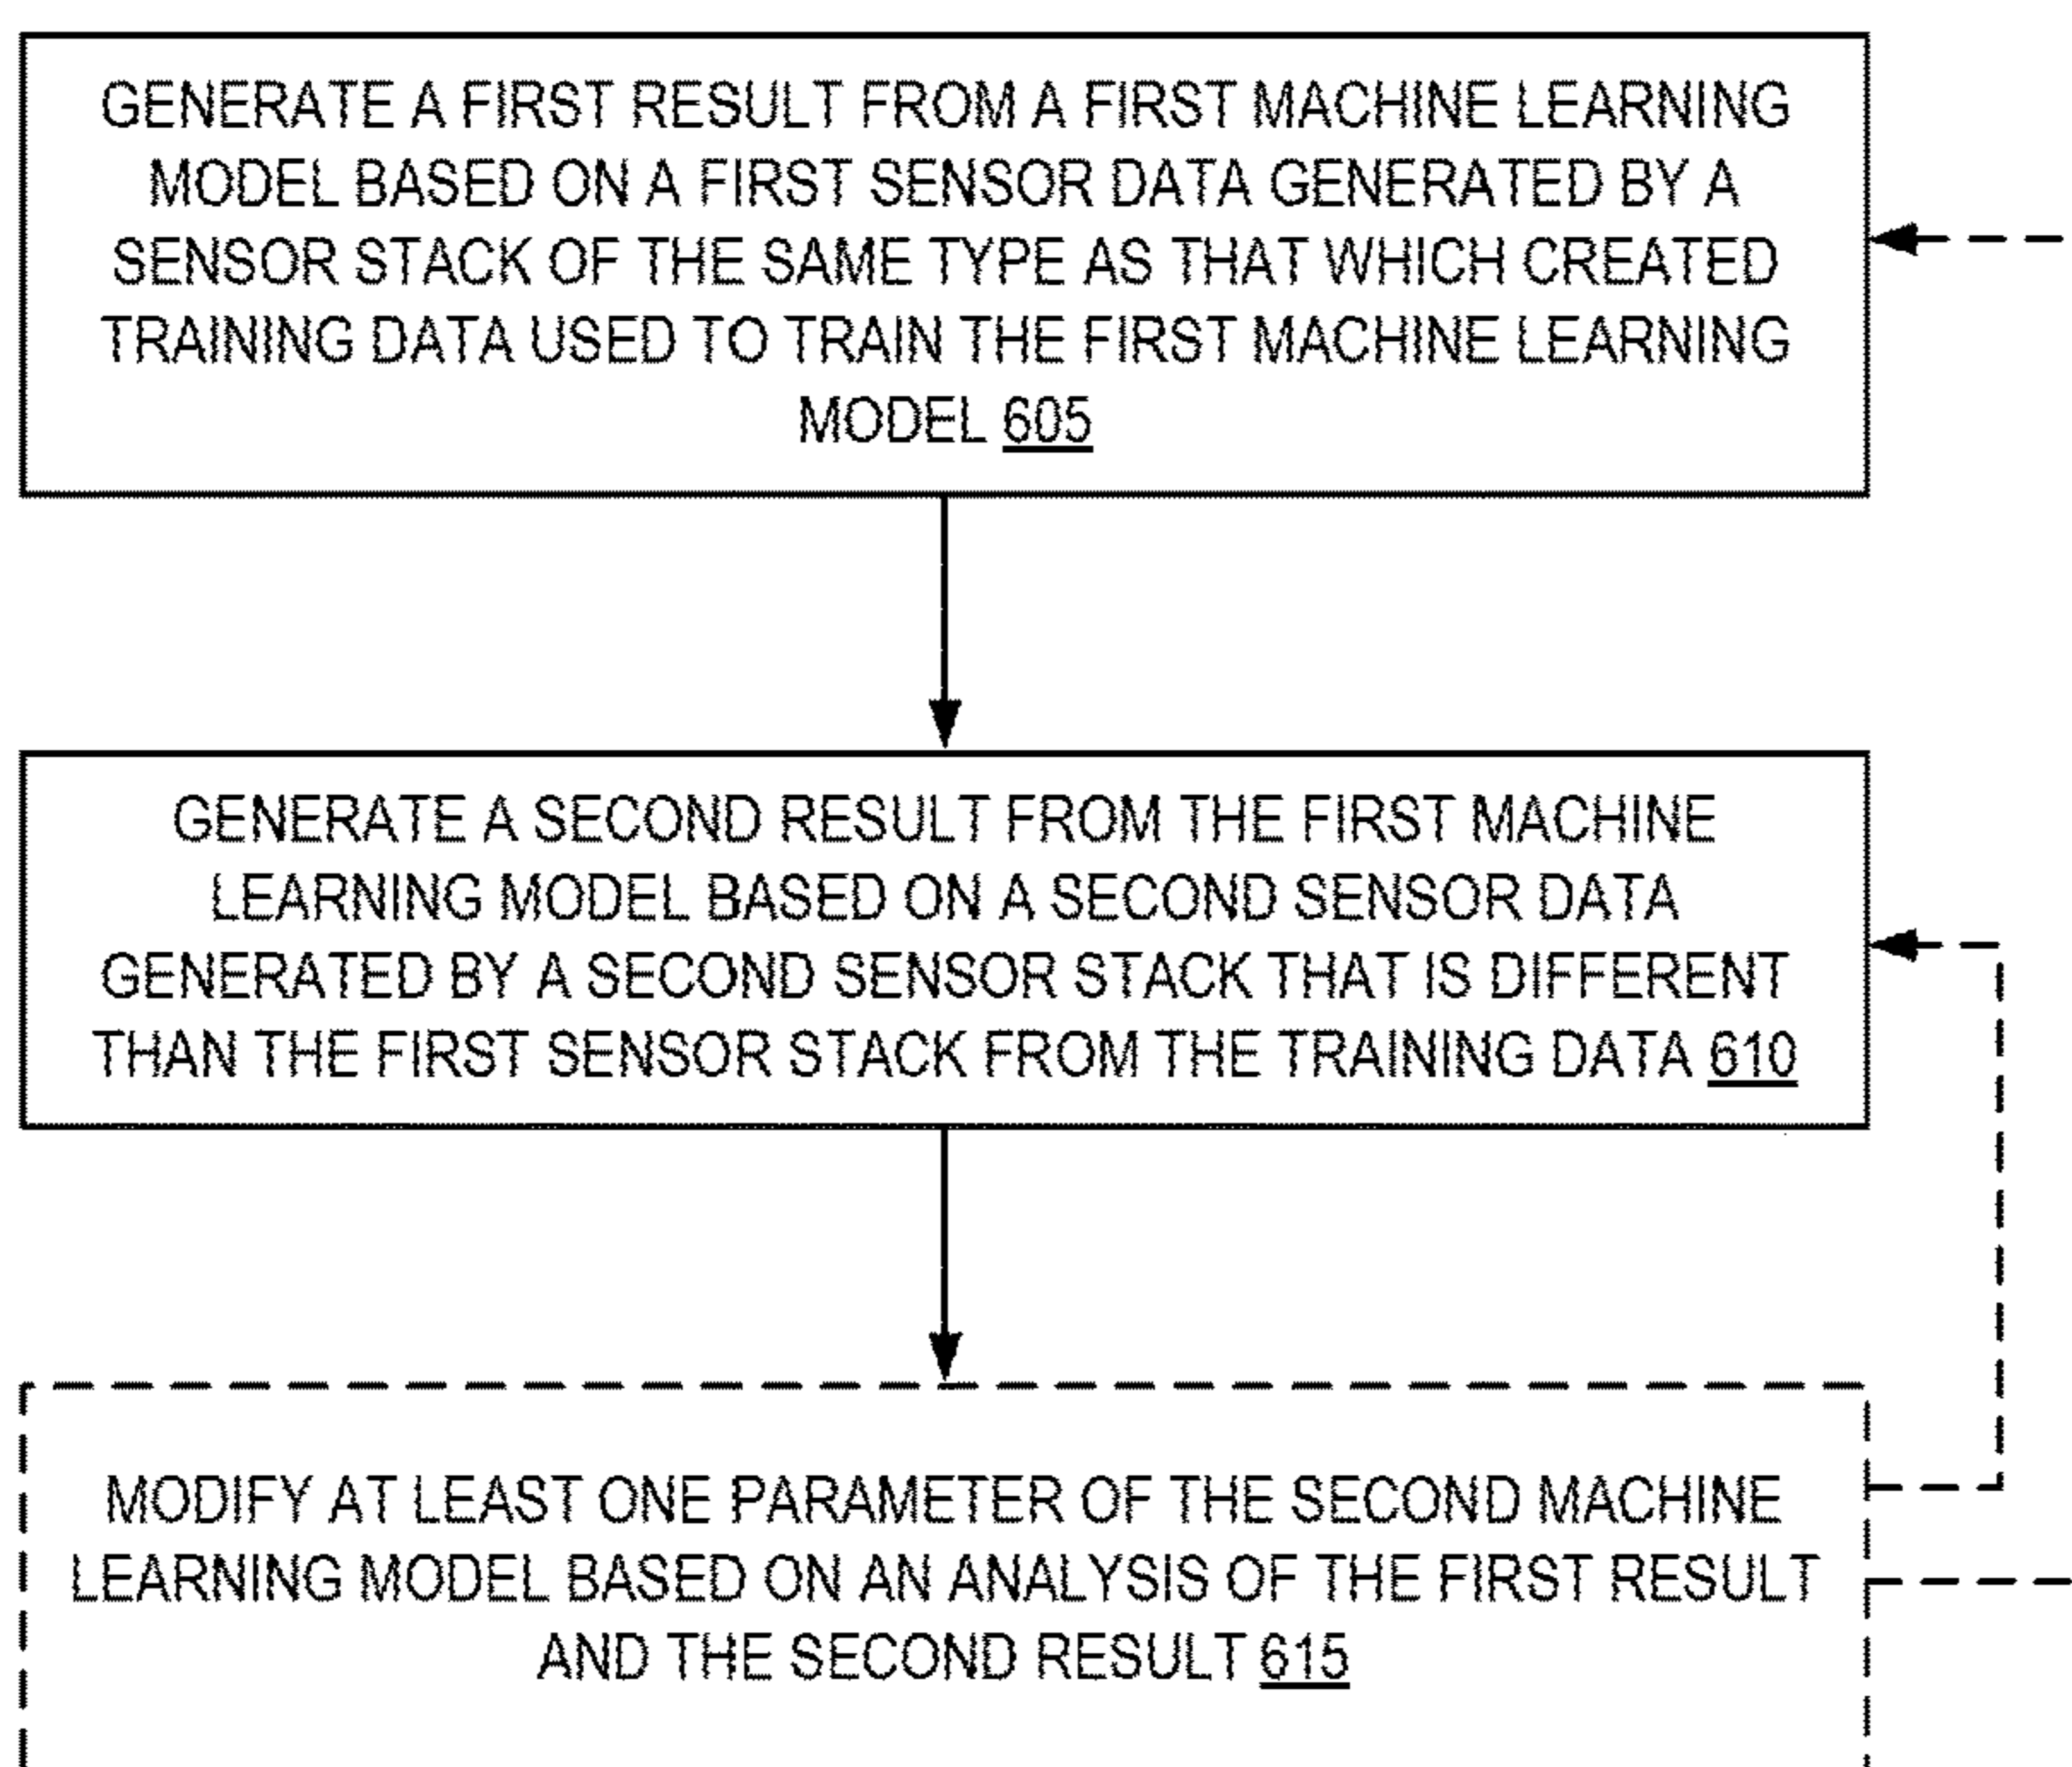 GENERATE A FIRST RESULT FROM A FIRST MACHINE LEARNING
MODEL BASED ON A FIRST SENSOR DATA GENERATED BY A
SENSOR STACK OF THE SAME TYPE AS THAT WHICH CREATED
TRAINING DATA USED TO TRAIN THE FIRST MACHINE LEARNING
MODEL 605
GENERATE A SECOND RESULT FROM THE FIRST MACHINE
LEARNING MODEL BASED ON A SECOND SENSOR DATA
GENERATED BY A SECOND SENSOR STACK THAT IS DIFFERENT
THAN THE FIRST SENSOR STACK FROM THE TRAINING DATA 610
MODIFY AT LEAST ONE PARAMETER OF THE SECOND MACHINE
LEARNING MODEL BASED ON AN ANALYSIS OF THE FIRST RESULT
AND THE SECOND RESULT 615